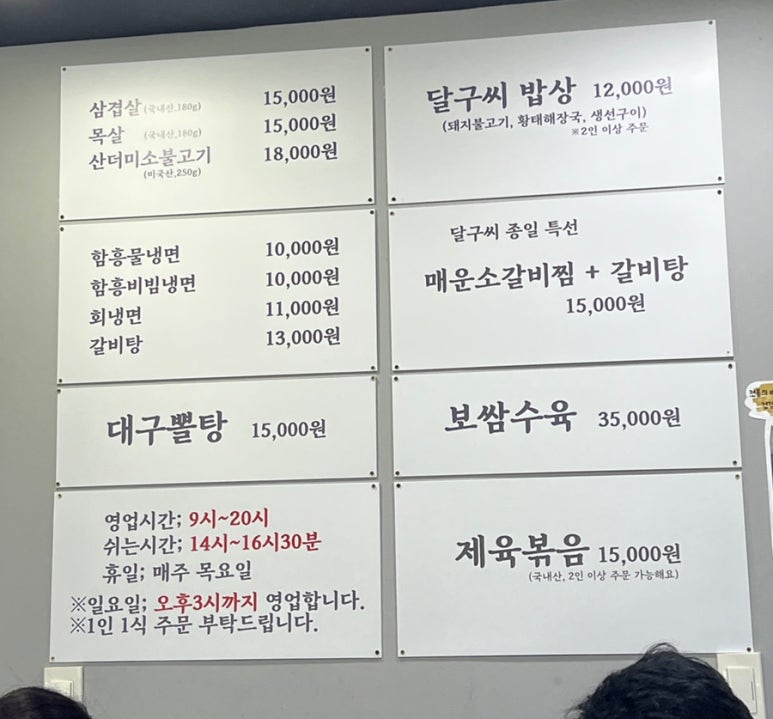 삼겹살 (국내산,180g) 15,000원
목살 (국내산,180g) 15,000원
산더미소불고기 18,000원
(미국산,250g)
함흥물냉면 10,000원
함흥비빔냉면 10,000원
회냉면 11,000원
갈비탕 13,000원
대구뽈탕 15,000원
영업시간; 9시~20시
쉬는시간; 14시~16시30분
휴일; 매주 목요일
※일요일; 오후3시까지 영업합니다.
※1인 1식 주문 부탁드립니다.
달구씨 밥상 12,000원
(돼지불고기, 황태해장국, 생선구이)
※2인 이상 주문
달구씨 종일 특선
매운소갈비찜 + 갈비탕
15,000원
보쌈수육 35,000원
제육볶음 15,000원
(국내산, 2인 이상 주문 가능해요)